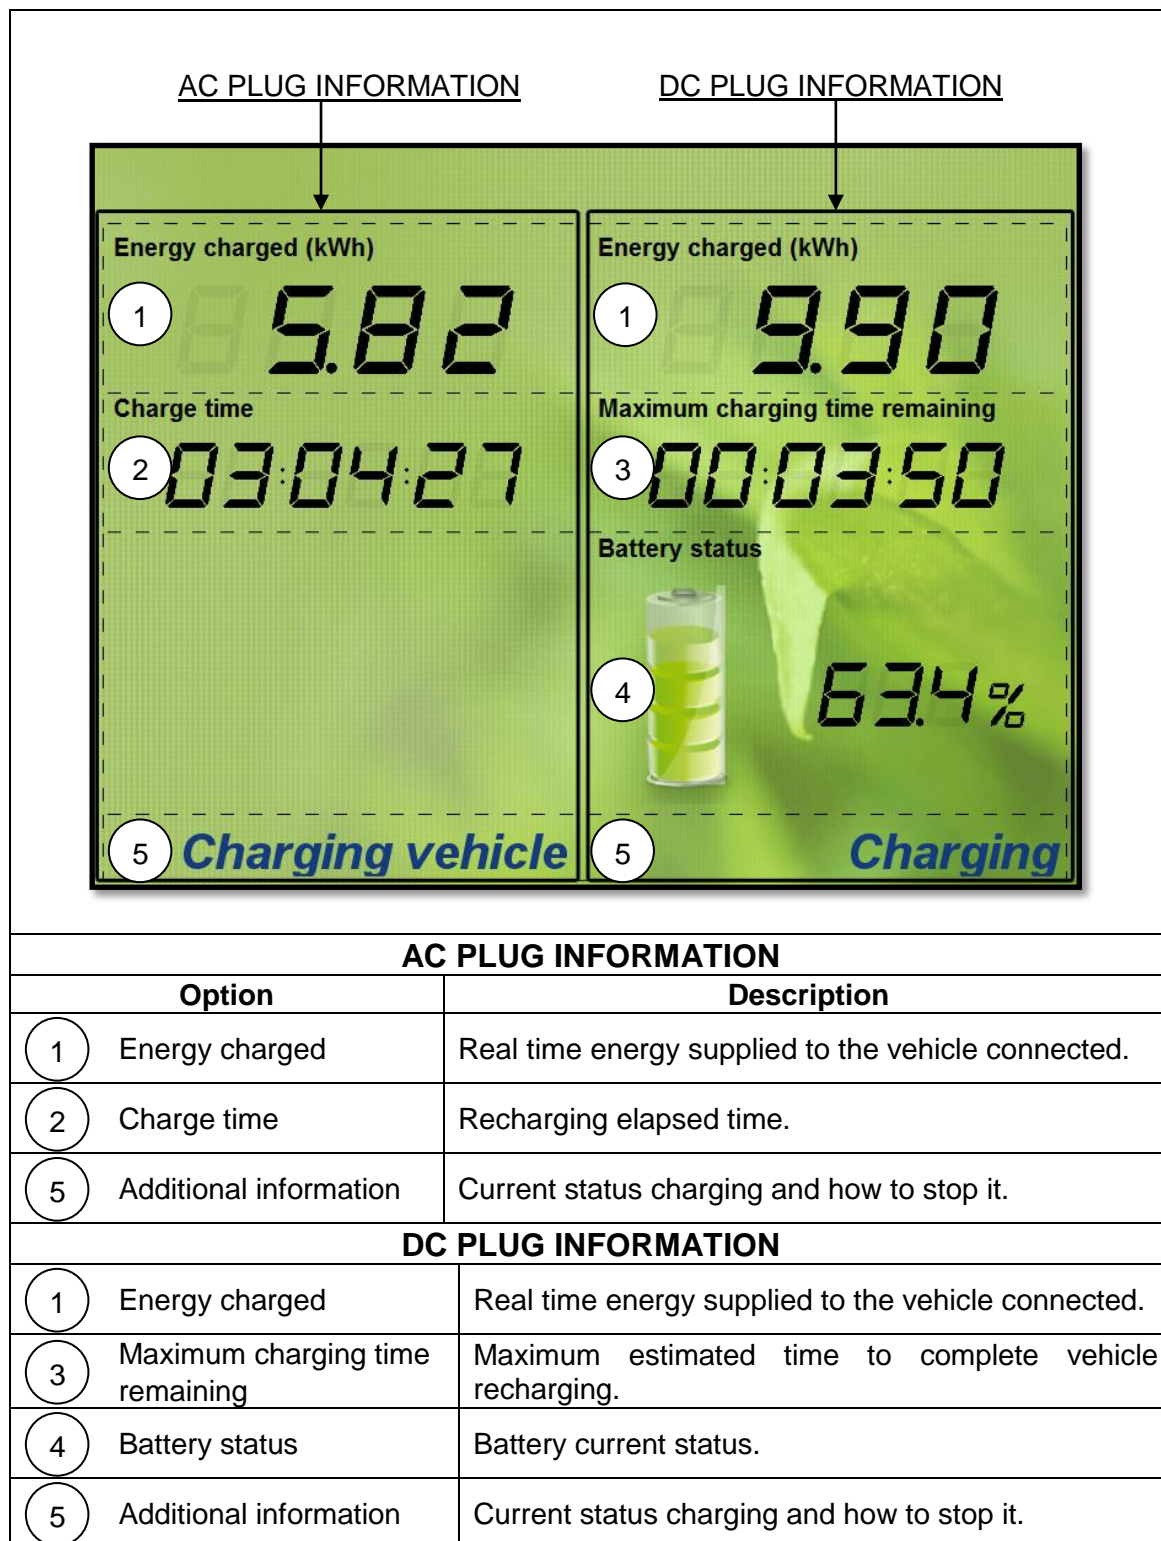 AC PLUG INFORMATION
DC PLUG INFORMATION
Energy charged (kWh)
1
5.82
Charge time
2
03:04:27
5
Charging vehicle
Energy charged (kWh)
1
9.90
Maximum charging time remaining
3
00:03:50
Battery status
4
63.4%
5
Charging
AC PLUG INFORMATION
Option
Description
1 Energy charged
Real time energy supplied to the vehicle connected.
2 Charge time
Recharging elapsed time.
5 Additional information
Current status charging and how to stop it.
DC PLUG INFORMATION
1 Energy charged
Real time energy supplied to the vehicle connected.
3 Maximum charging time
remaining
Maximum estimated time to complete vehicle
recharging.
4 Battery status
Battery current status.
5 Additional information
Current status charging and how to stop it.